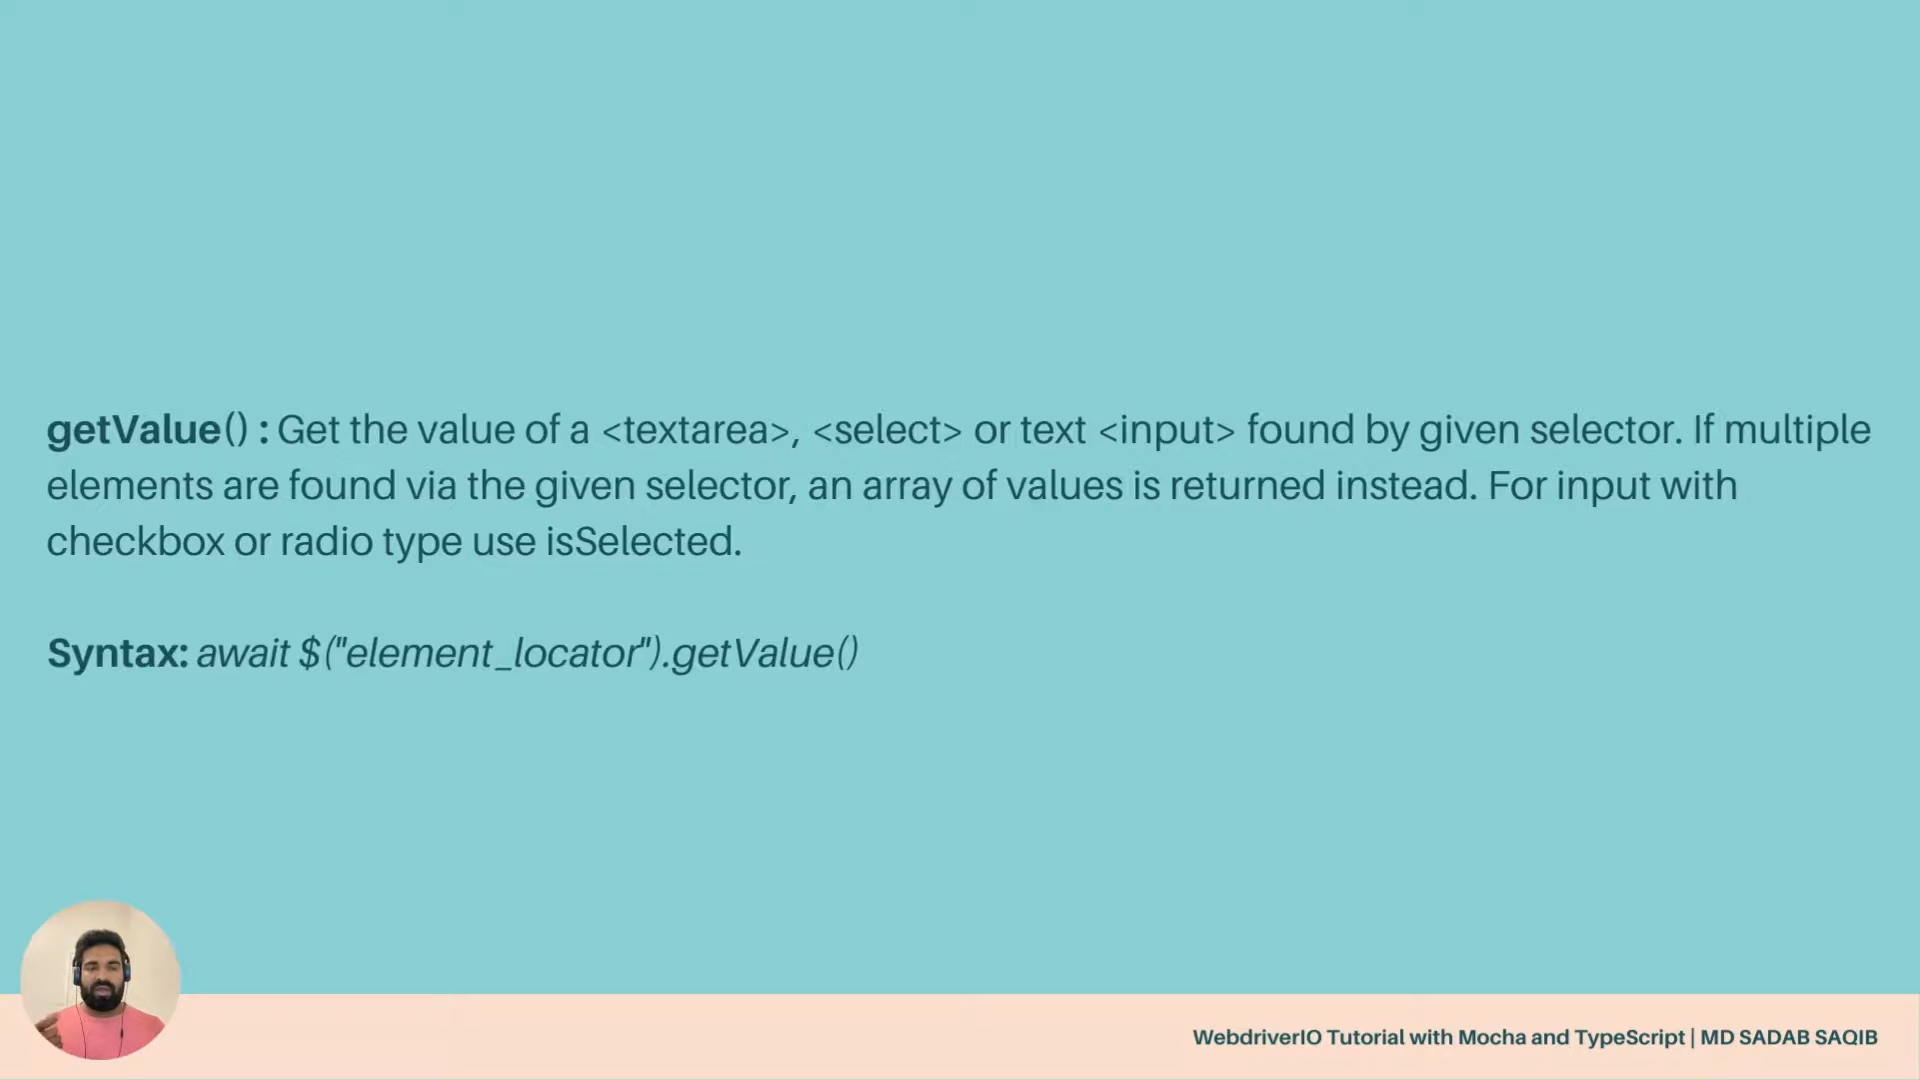 getValue() : Get the value of a <textarea>, <select> or text <input> found by given selector. If multiple
elements are found via the given selector, an array of values is returned instead. For input with
checkbox or radio type use isSelected.
Syntax: await $("element_locator").getValue()
WebdriverIO Tutorial with Mocha and TypeScript | MD SADAB SAQIB